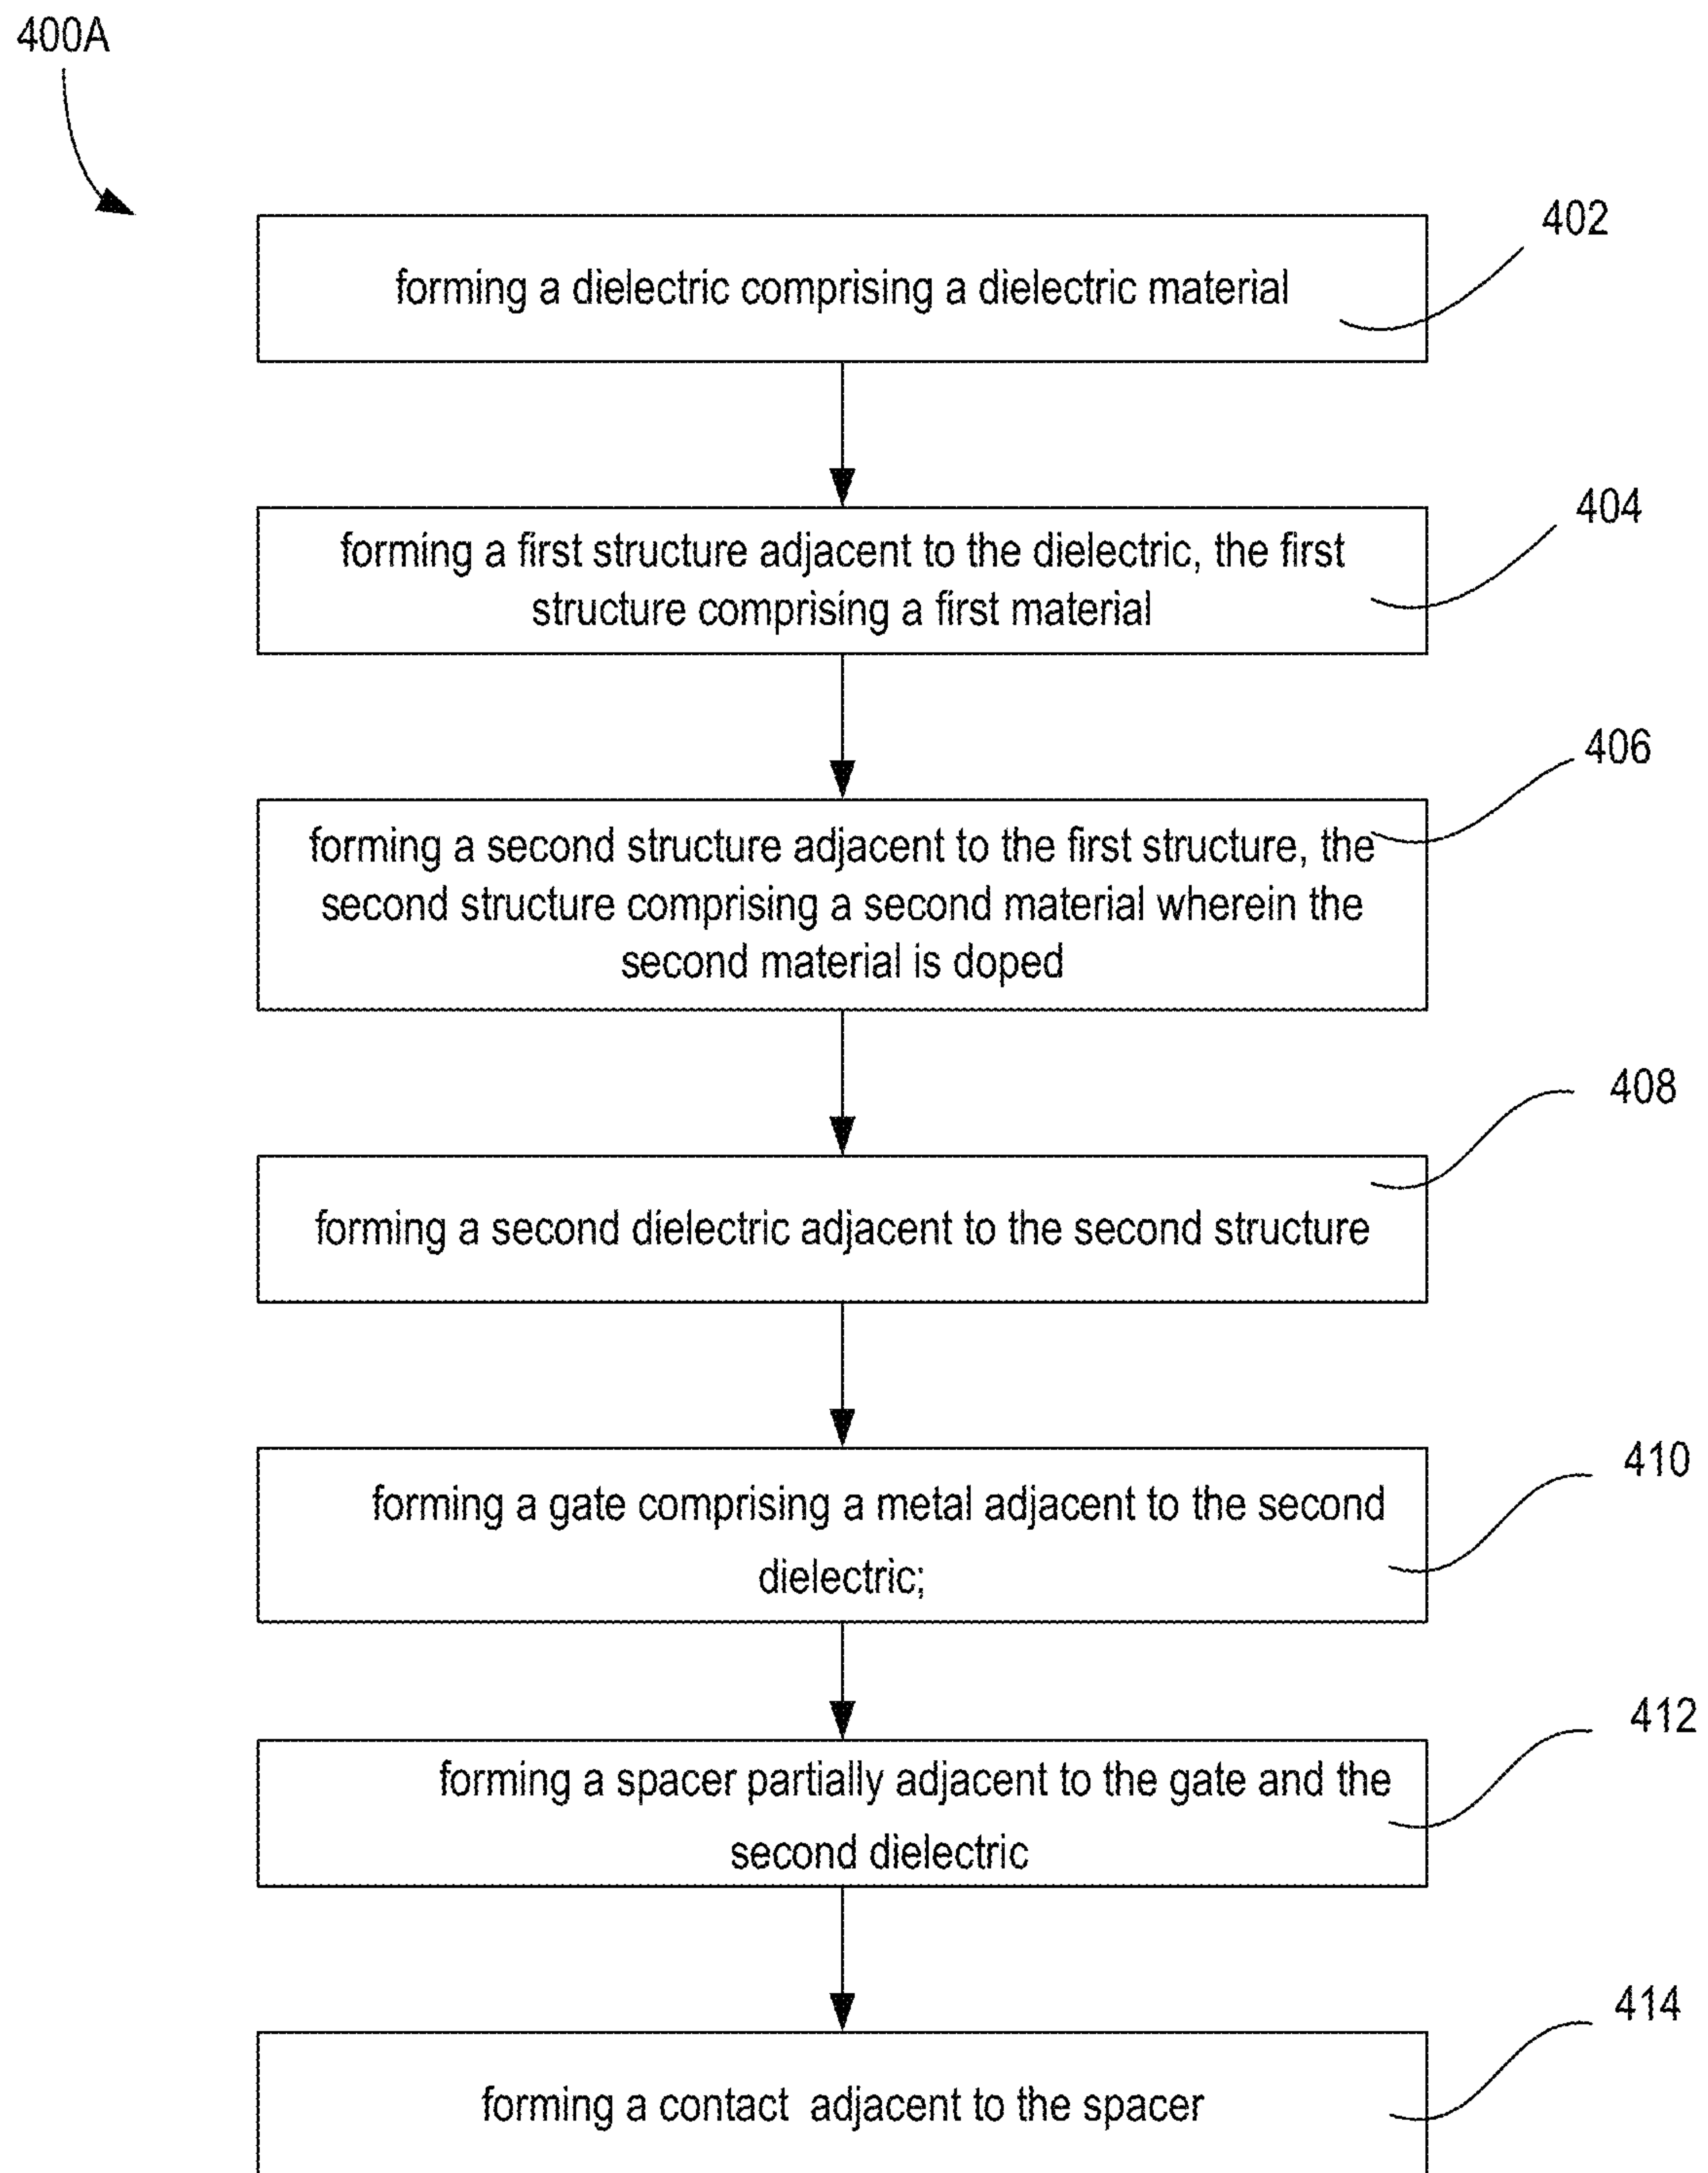 400A
402
forming a dielectric comprising a dielectric material
404
forming a first structure adjacent to the dielectric, the first
structure comprising a first material
406
forming a second structure adjacent to the first structure, the
second structure comprising a second material wherein the
second material is doped
408
forming a second dielectric adjacent to the second structure
410
forming a gate comprising a metal adjacent to the second
dielectric;
412
forming a spacer partially adjacent to the gate and the
second dielectric
414
forming a contact adjacent to the spacer